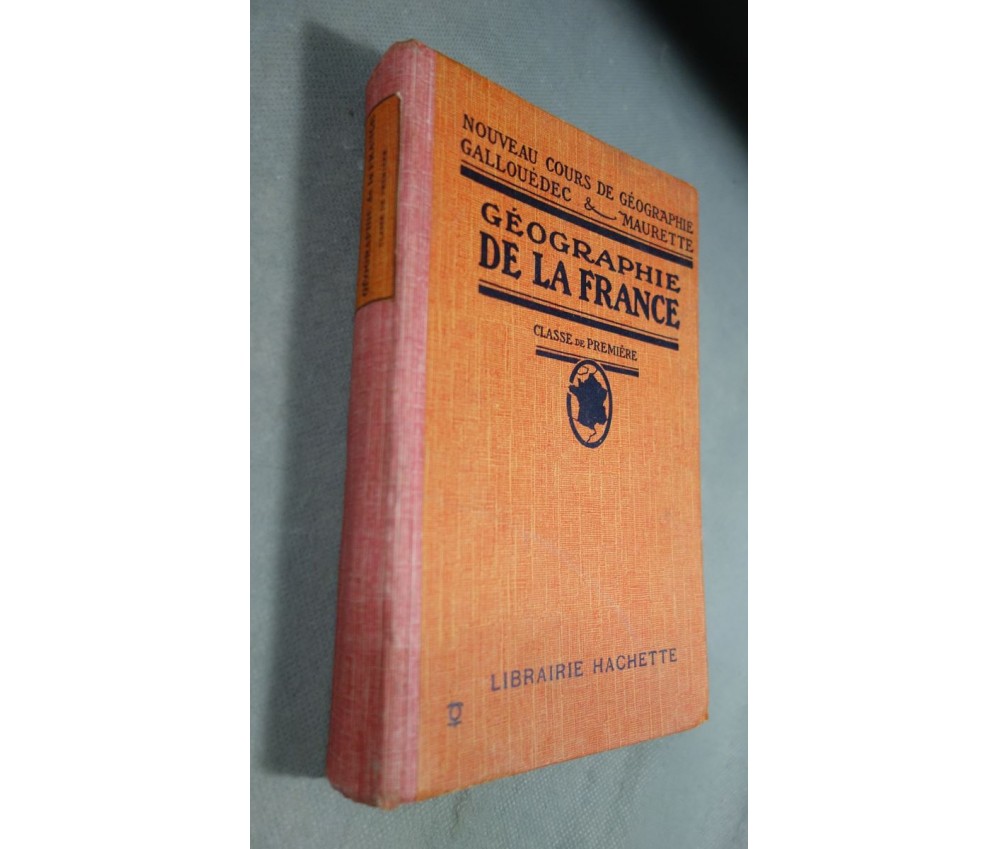 NOUVEAU COURS DE GÉOGRAPHIE
GALLOUÉDEC & MAURETTE
GÉOGRAPHIE
DE LA FRANCE
CLASSE DE PREMIÈRE
LIBRAIRIE HACHETTE